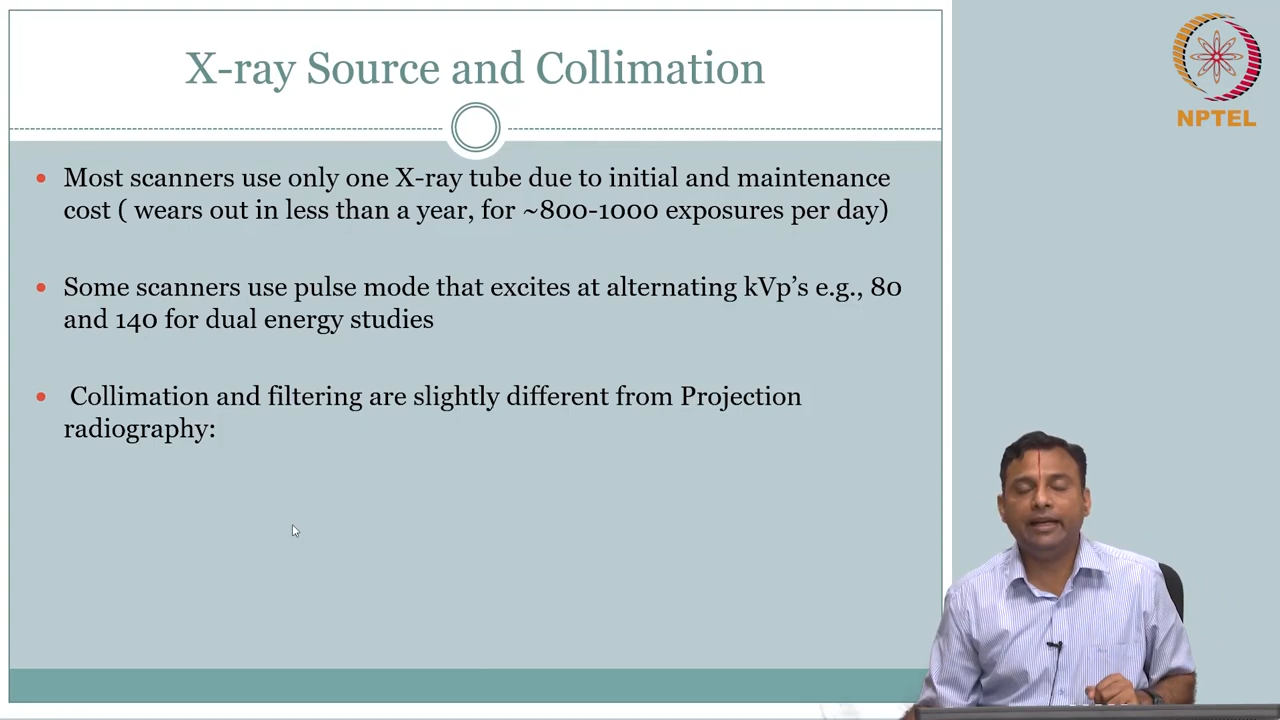 X-ray Source and Collimation
NPTEL
Most scanners use only one X-ray tube due to initial and maintenance
cost ( wears out in less than a year, for ~800-1000 exposures per day)
Some scanners use pulse mode that excites at alternating kVp’s e.g., 80
and 140 for dual energy studies
Collimation and filtering are slightly different from Projection
radiography: